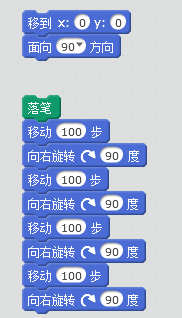 移到 x: 0 y: 0
面向 90 方向
落笔
移动 100 步
向右旋转 90 度
移动 100 步
向右旋转 90 度
移动 100 步
向右旋转 90 度
移动 100 步
向右旋转 90 度